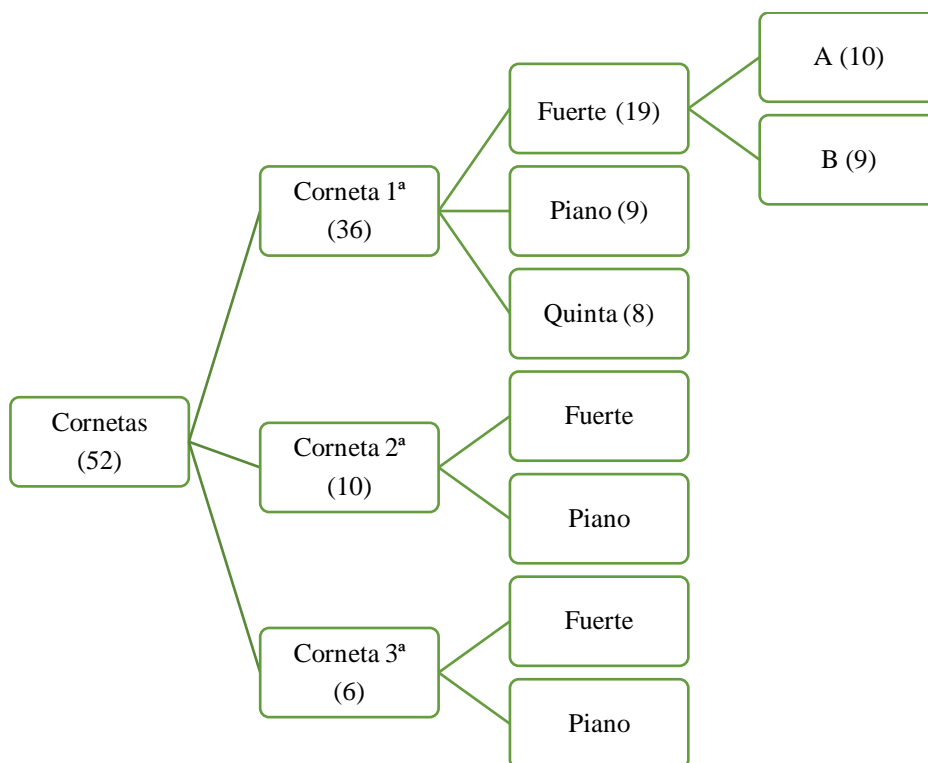 Cornetas
(52)
Corneta 1ª
(36)
Fuerte (19)
A (10)
B (9)
Piano (9)
Quinta (8)
Corneta 2ª
(10)
Fuerte
Piano
Corneta 3ª
(6)
Fuerte
Piano